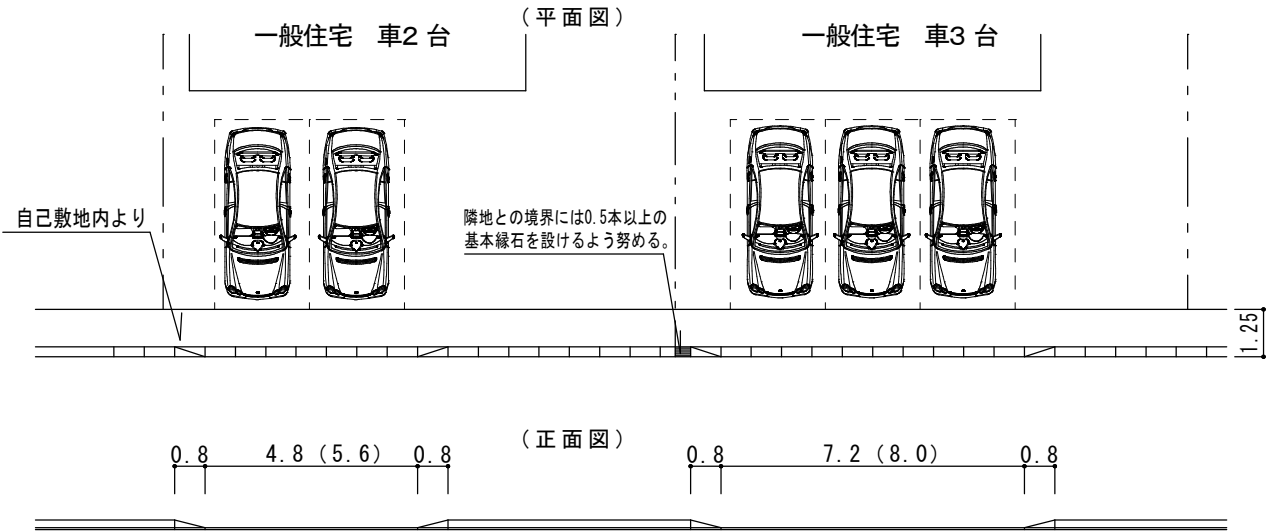 （平面図）
一般住宅　車2 台
一般住宅　車3 台
自己敷地内より
隣地との境界には0.5本以上の
基本縁石を設けるよう努める。
1.25
（正面図）
0.8
4.8（5.6）
0.8
0.8
7.2（8.0）
0.8